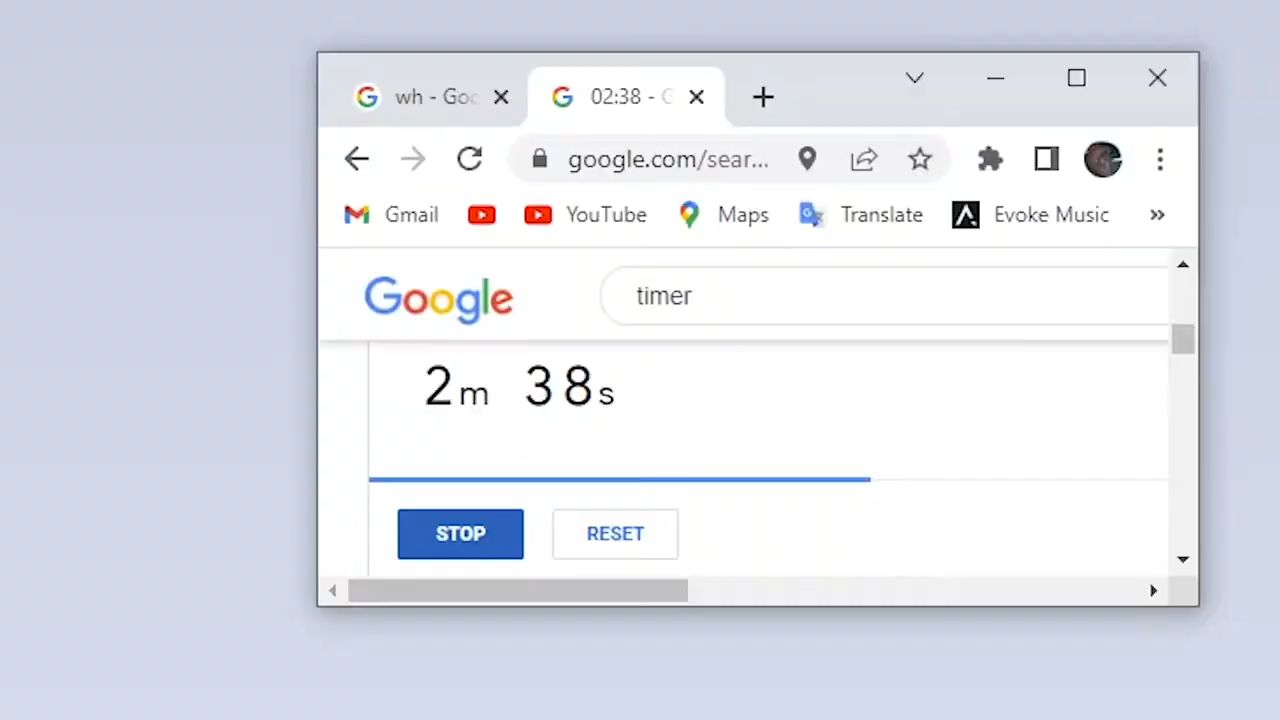 wh - Goo
02:38 - G
google.com/sear...
Gmail YouTube Maps Translate Evoke Music »
Google timer
2m 38s
STOP RESET